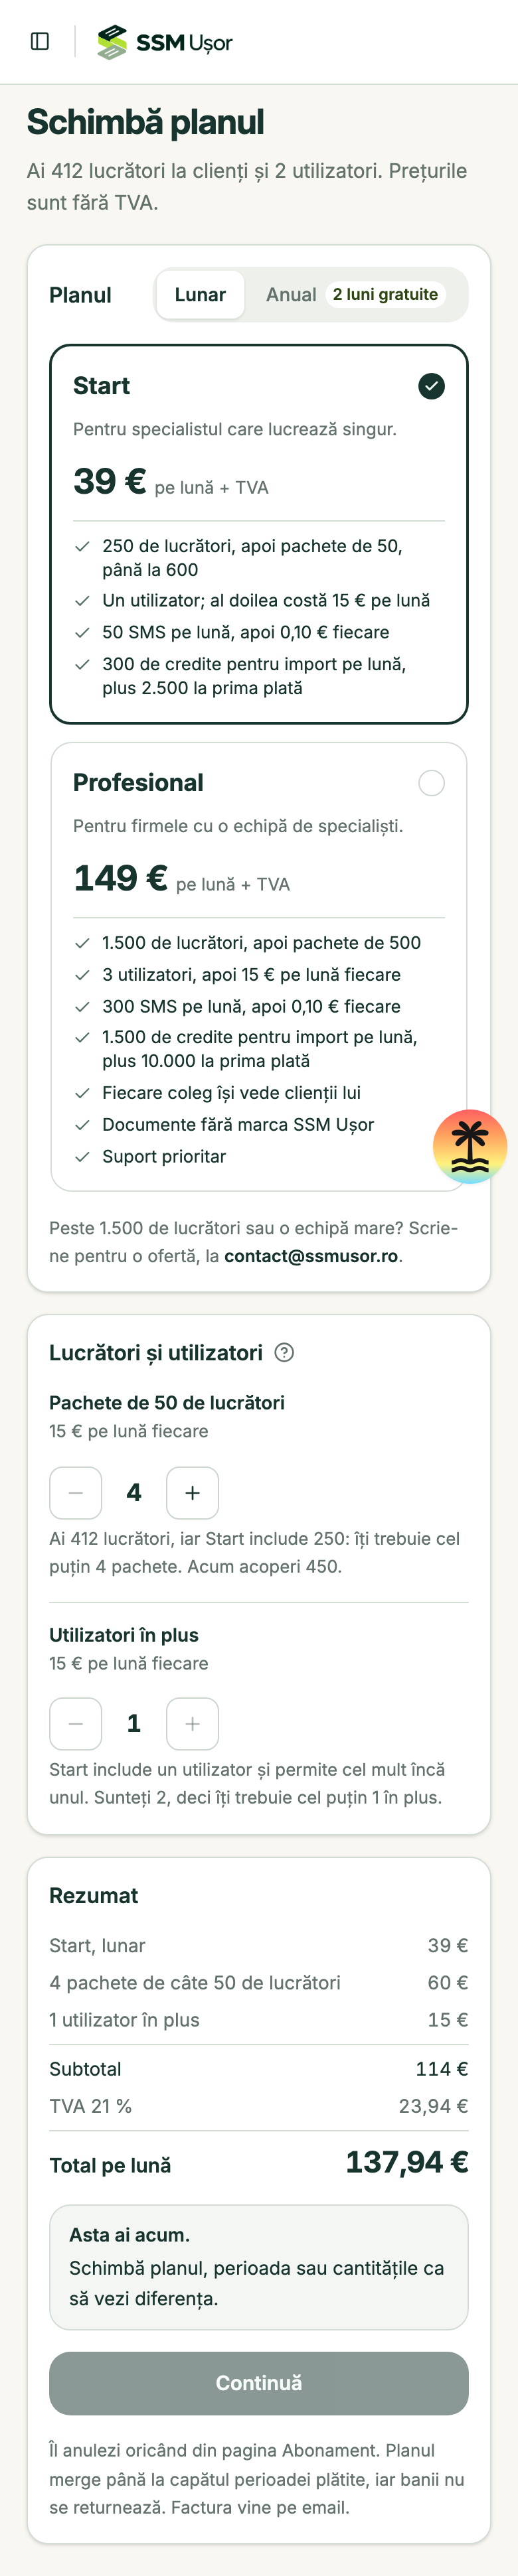 SSM Ușor
Schimbă planul
Ai 412 lucrători la clienți și 2 utilizatori. Prețurile
sunt fără TVA.
Planul
Lunar
Anual 2 luni gratuite
Start
Pentru specialistul care lucrează singur.
39 € pe lună + TVA
250 de lucrători, apoi pachete de 50,
până la 600
Un utilizator; al doilea costă 15 € pe lună
50 SMS pe lună, apoi 0,10 € fiecare
300 de credite pentru import pe lună,
plus 2.500 la prima plată
Profesional
Pentru firmele cu o echipă de specialiști.
149 € pe lună + TVA
1.500 de lucrători, apoi pachete de 500
3 utilizatori, apoi 15 € pe lună fiecare
300 SMS pe lună, apoi 0,10 € fiecare
1.500 de credite pentru import pe lună,
plus 10.000 la prima plată
Fiecare coleg își vede clienții lui
Documente fără marca SSM Ușor
Suport prioritar
Peste 1.500 de lucrători sau o echipă mare? Scrie-
ne pentru o ofertă, la contact@ssmusor.ro.
Lucrători și utilizatori
Pachete de 50 de lucrători
15 € pe lună fiecare
4
Ai 412 lucrători, iar Start include 250: îți trebuie cel
puțin 4 pachete. Acum acoperi 450.
Utilizatori în plus
15 € pe lună fiecare
1
Start include un utilizator și permite cel mult încă
unul. Sunteți 2, deci îți trebuie cel puțin 1 în plus.
Rezumat
Start, lunar 39 €
4 pachete de câte 50 de lucrători 60 €
1 utilizator în plus 15 €
Subtotal 114 €
TVA 21 % 23,94 €
Total pe lună 137,94 €
Asta ai acum.
Schimbă planul, perioada sau cantitățile ca
să vezi diferența.
Continuă
Îl anulezi oricând din pagina Abonament. Planul
merge până la capătul perioadei plătite, iar banii nu
se returnează. Factura vine pe email.